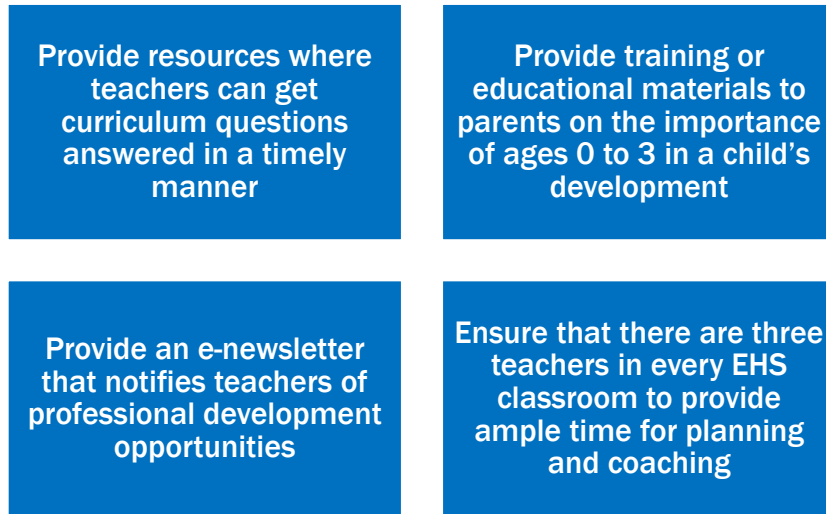 Provide resources where
teachers can get
curriculum questions
answered in a timely
manner
Provide training or
educational materials to
parents on the importance
of ages 0 to 3 in a child’s
development
Provide an e-newsletter
that notifies teachers of
professional development
opportunities
Ensure that there are three
teachers in every EHS
classroom to provide
ample time for planning
and coaching